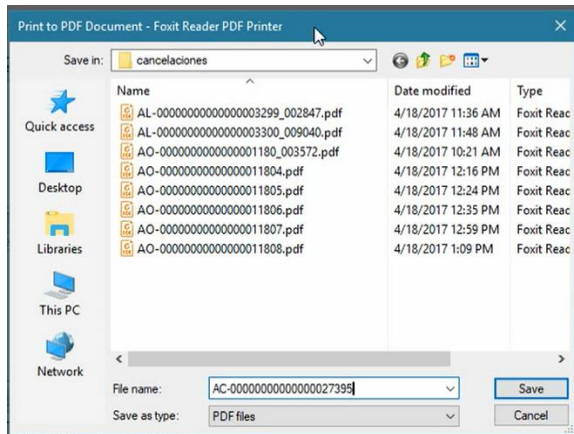 Print to PDF Document - Foxit Reader PDF Printer
Save in: cancelaciones
Name Date modified Type
AL-0000000000000003299_002847.pdf 4/18/2017 11:36 AM Foxit Reac
AL-0000000000000003300_009040.pdf 4/18/2017 11:48 AM Foxit Reac
AO-0000000000000001180_003572.pdf 4/18/2017 10:21 AM Foxit Reac
AO-00000000000000011804.pdf 4/18/2017 12:16 PM Foxit Reac
AO-00000000000000011805.pdf 4/18/2017 12:24 PM Foxit Reac
AO-00000000000000011806.pdf 4/18/2017 12:35 PM Foxit Reac
AO-00000000000000011807.pdf 4/18/2017 12:59 PM Foxit Reac
AO-00000000000000011808.pdf 4/18/2017 1:09 PM Foxit Reac
Quick access
Desktop
Libraries
This PC
Network
File name: AC-00000000000000027395 Save
Save as type: PDF files Cancel